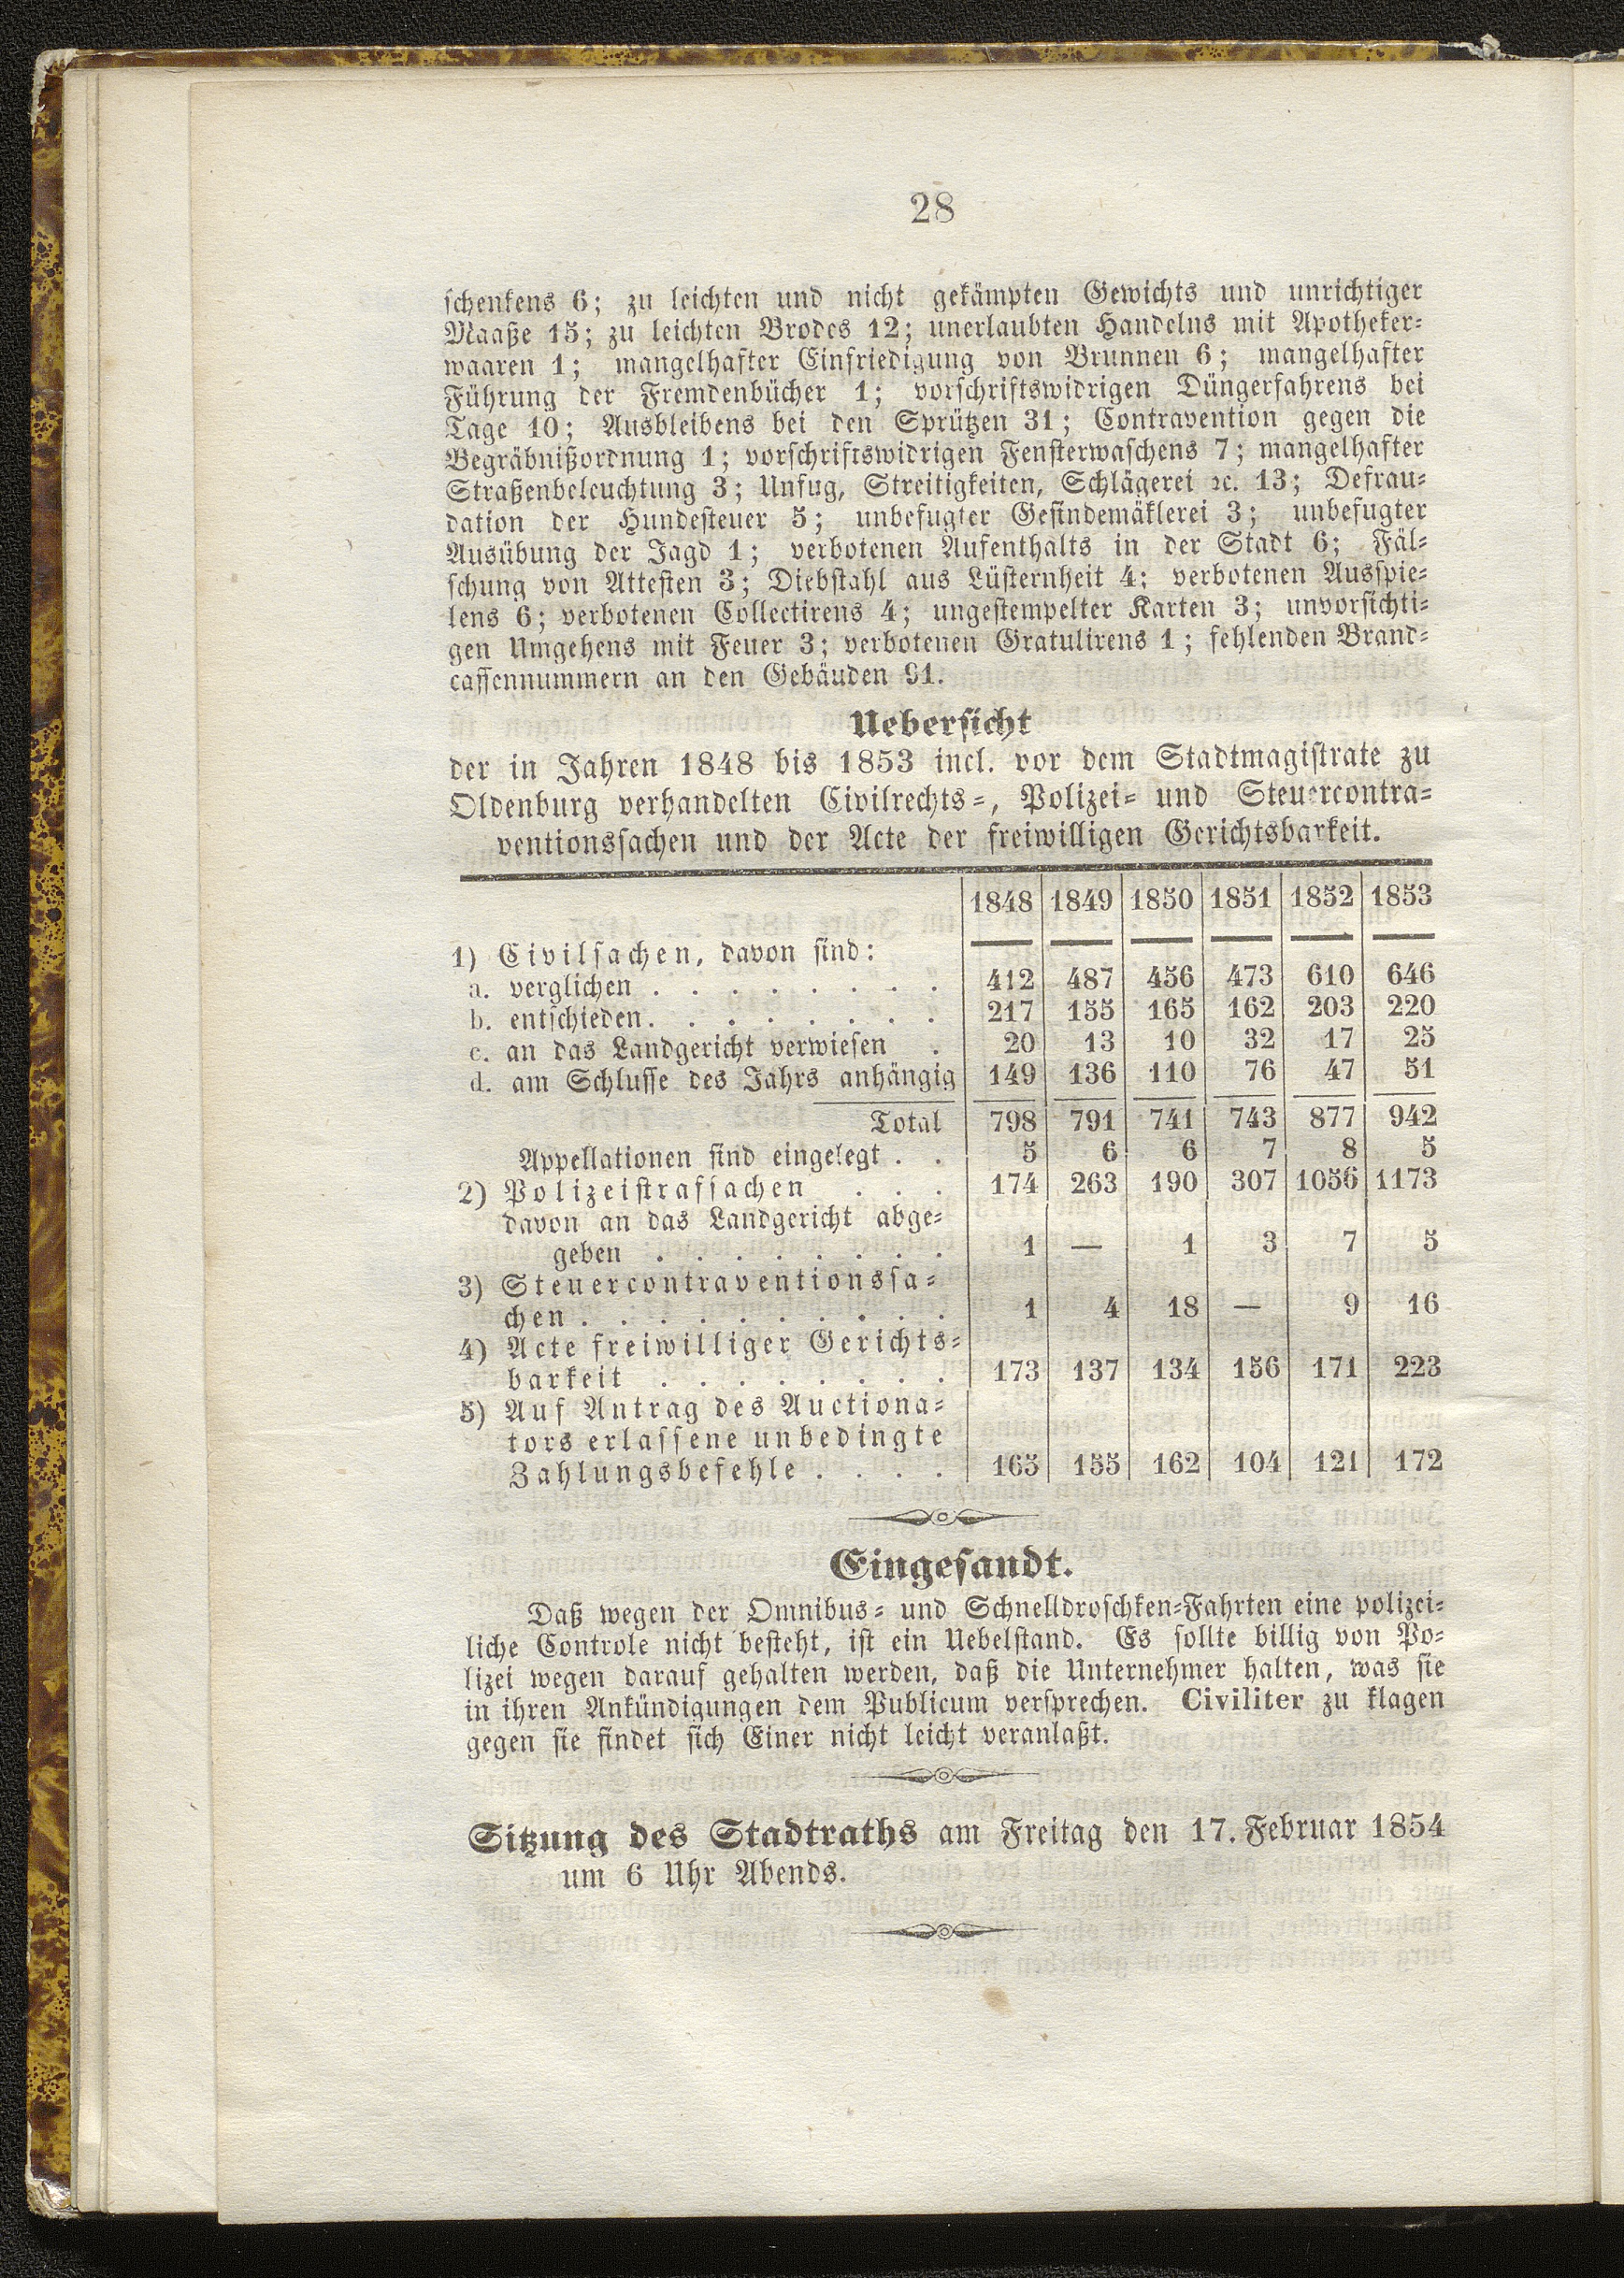 28
schenkens 6; zu leichten und nicht gekämpten Gewichts und unrichtiger
Maaße 15; zu leichten Brodes 12; unerlaubten Handelns mit Apotheker-
waaren 1; mangelhafter Einfriedigung von Brunnen 6; mangelhafter
Führung der Fremdenbücher 1; vorschriftswidrigen Düngerfahrens bei
Tage 10; Ausbleibens bei den Sprützen 31; Contravention gegen die
Begräbnißordnung 1; vorschriftswidrigen Fensterwaschens 7; mangelhafter
Straßenbeleuchtung 3; Unfug, Streitigkeiten, Schlägerei ꝛc. 13; Defrau-
dation der Hundesteuer 5; unbefugter Gesindemäklerei 3; unbefugter
Ausübung der Jagd 1; verbotenen Aufenthalts in der Stadt 6; Fäl-
schung von Attesten 3; Diebstahl aus Lüsternheit 4; verbotenen Ausspie-
lens 6; verbotenen Collectirens 4; ungestempelter Karten 3; unvorsichti-
gen Umgehens mit Feuer 3; verbotenen Gratulirens 1; fehlenden Brand-
cassennummern an den Gebäuden 91.
Uebersicht
der in Jahren 1848 bis 1853 incl. vor dem Stadtmagistrate zu
Oldenburg verhandelten Civilrechts-, Polizei- und Steuercontra-
ventionssachen und der Acte der freiwilligen Gerichtsbarkeit.
1848 1849 1850 1851 1852 1853
1) Civilsachen, davon sind:
a. verglichen . . . . . . . . 412 487 456 473 610 646
b. entschieden. . . . . . . . 217 155 165 162 203 220
c. an das Landgericht verwiesen . 20 13 10 32 17 25
d. am Schlusse des Jahrs anhängig 149 136 110 76 47 51
Total 798 791 741 743 877 942
Appellationen sind eingelegt . . 5 6 6 7 8 5
2) Polizeistrafsachen . . . 174 263 190 307 1056 1173
davon an das Landgericht abge-
geben . . . . . . . . 1 — 1 3 7 5
3) Steuercontraventionssa-
chen . . . . . . . . . . 1 4 18 — 9 16
4) Acte freiwilliger Gerichts-
barkeit . . . . . . . . 173 137 134 156 171 223
5) Auf Antrag des Auctiona-
tors erlassene unbedingte
Zahlungsbefehle . . . . 165 155 162 104 121 172
Eingesandt.
Daß wegen der Omnibus- und Schnelldroschken-Fahrten eine polizei-
liche Controle nicht besteht, ist ein Uebelstand. Es sollte billig von Po-
lizei wegen darauf gehalten werden, daß die Unternehmer halten, was sie
in ihren Ankündigungen dem Publicum versprechen. Civiliter zu klagen
gegen sie findet sich Einer nicht leicht veranlaßt.
Sitzung des Stadtraths am Freitag den 17. Februar 1854
um 6 Uhr Abends.